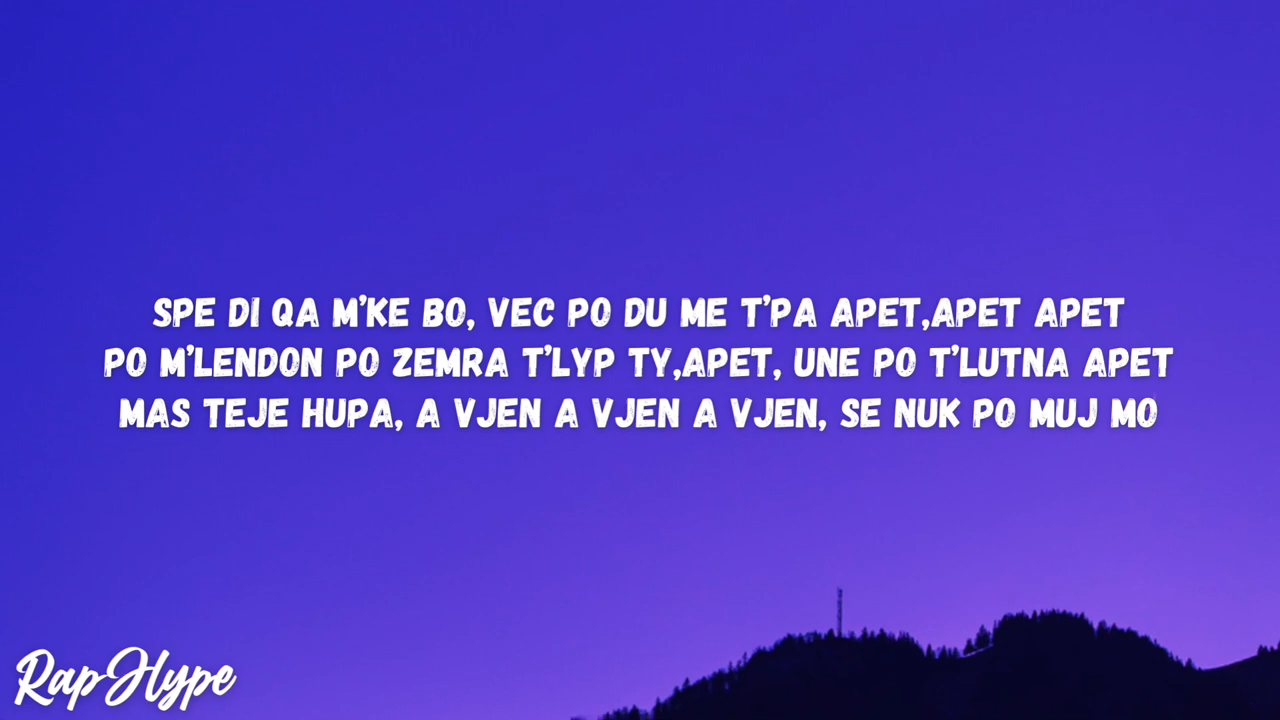 SPE DI QA M'KE BO, VEC PO DU ME T'PA APET,APET APET
PO M'LENDON PO ZEMRA T'LYP TY,APET, UNE PO T'LUTNA APET
MAS TEJE HUPA, A VJEN A VJEN A VJEN, SE NUK PO MUJ MO
RapHype